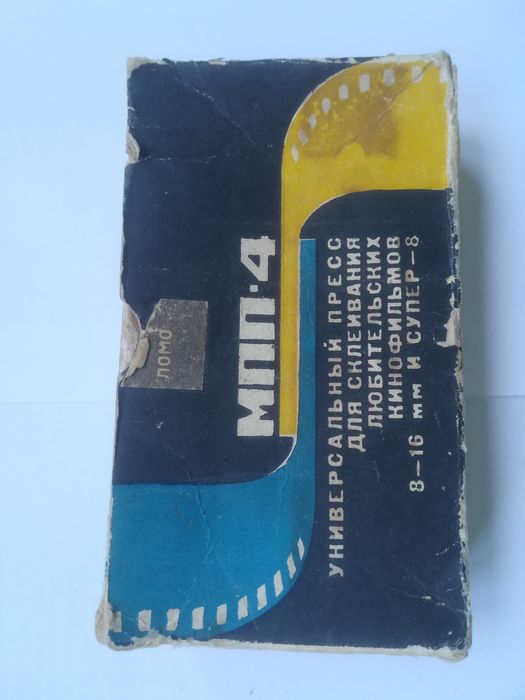 ломо
МПП-4
УНИВЕРСАЛЬНЫЙ ПРЕСС
ДЛЯ СКЛЕИВАНИЯ
ЛЮБИТЕЛЬСКИХ
КИНОФИЛЬМОВ
8–16 мм И СУПЕР–8